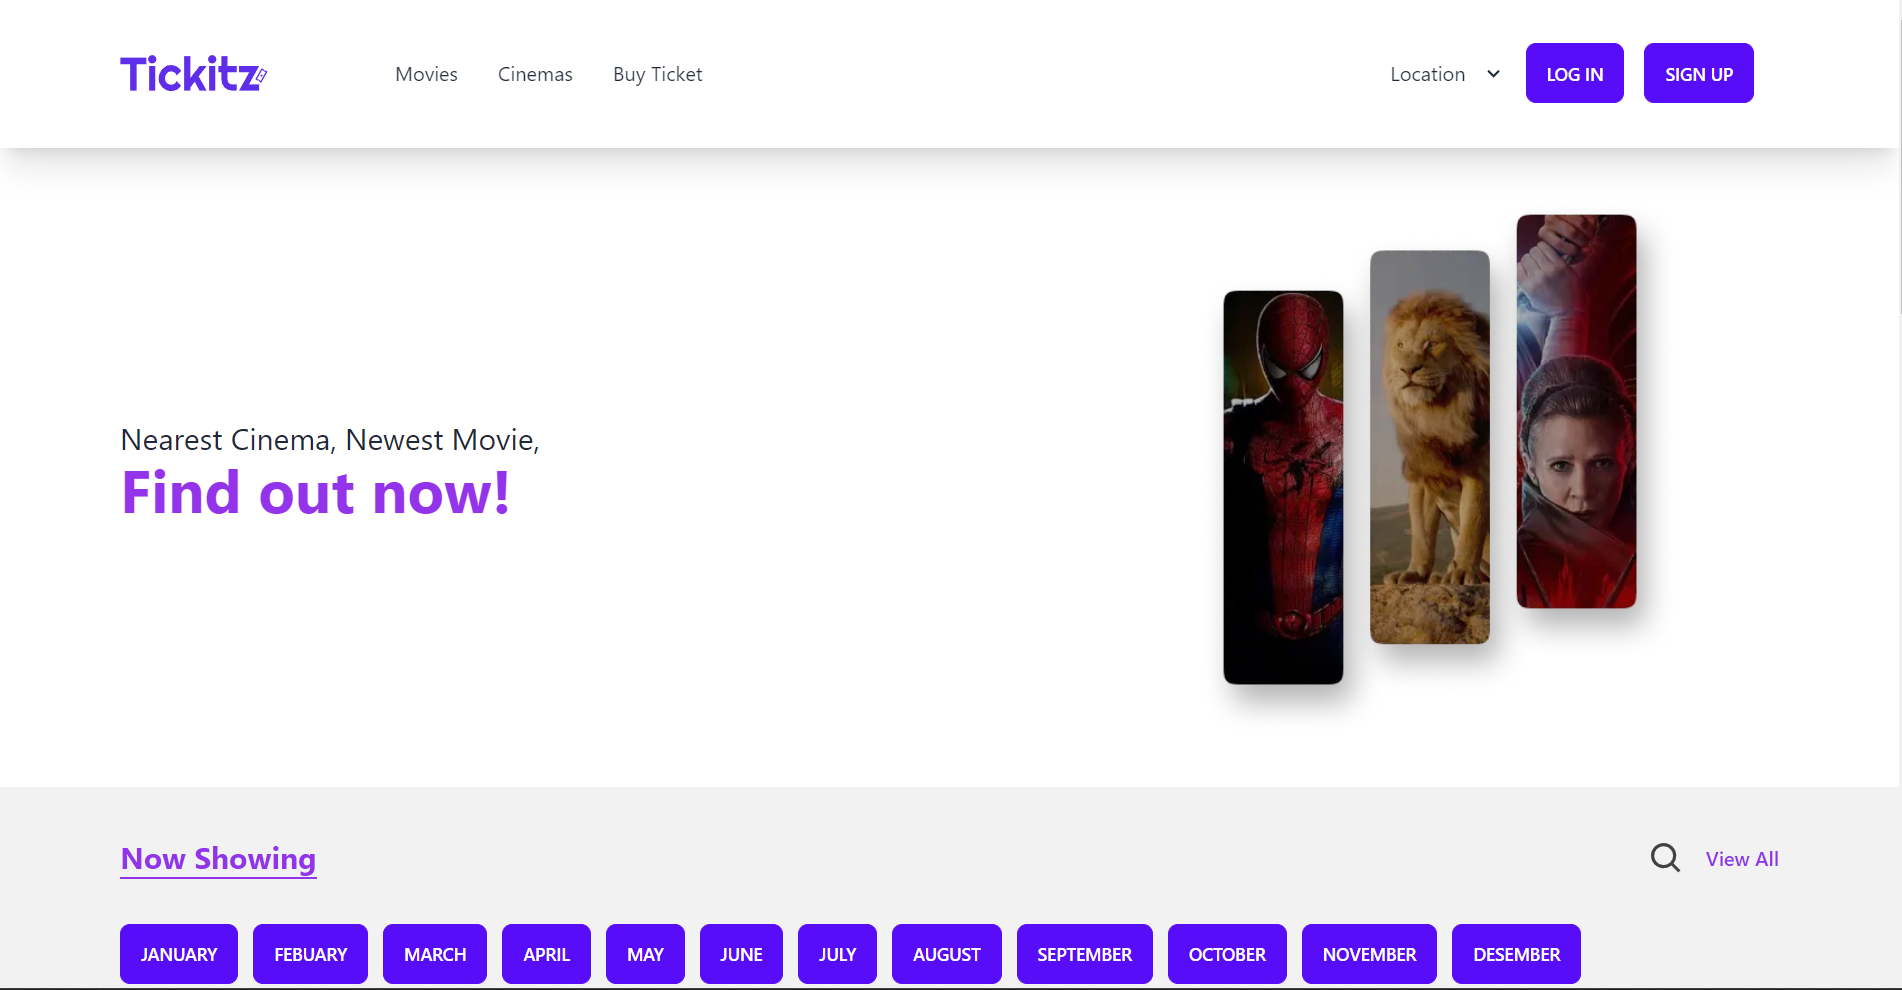 Tickitz
Movies Cinemas Buy Ticket Location LOG IN SIGN UP
Nearest Cinema, Newest Movie,
Find out now!
Now Showing View All
JANUARY FEBUARY MARCH APRIL MAY JUNE JULY AUGUST SEPTEMBER OCTOBER NOVEMBER DESEMBER